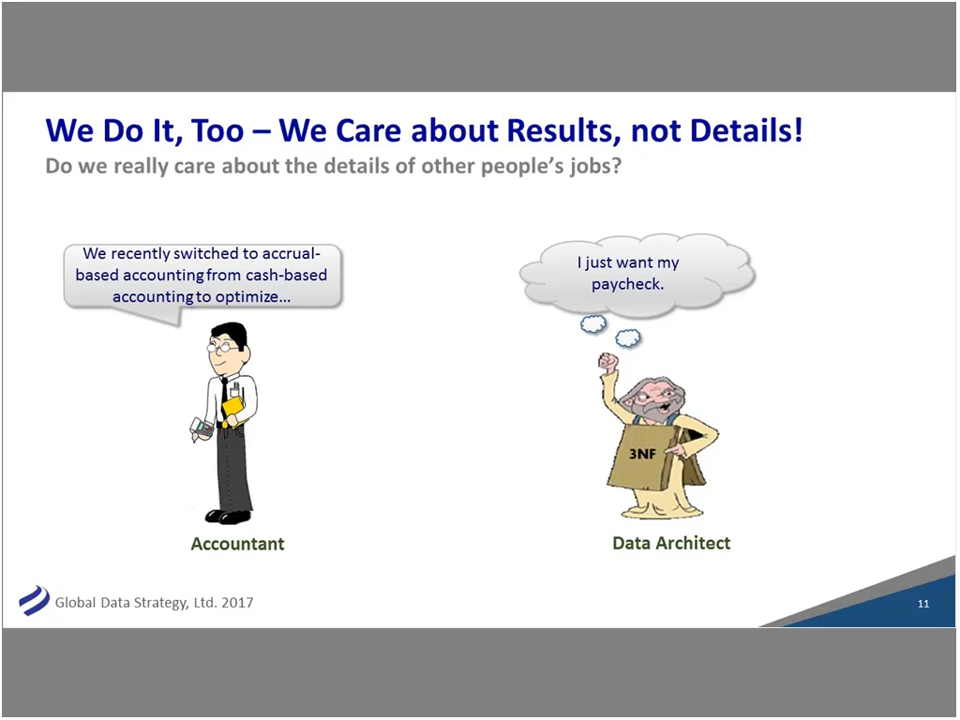 We Do It, Too – We Care about Results, not Details!
Do we really care about the details of other people's jobs?
We recently switched to accrual-
based accounting from cash-based
accounting to optimize...
I just want my
paycheck.
3NF
Accountant
Data Architect
Global Data Strategy, Ltd. 2017
11